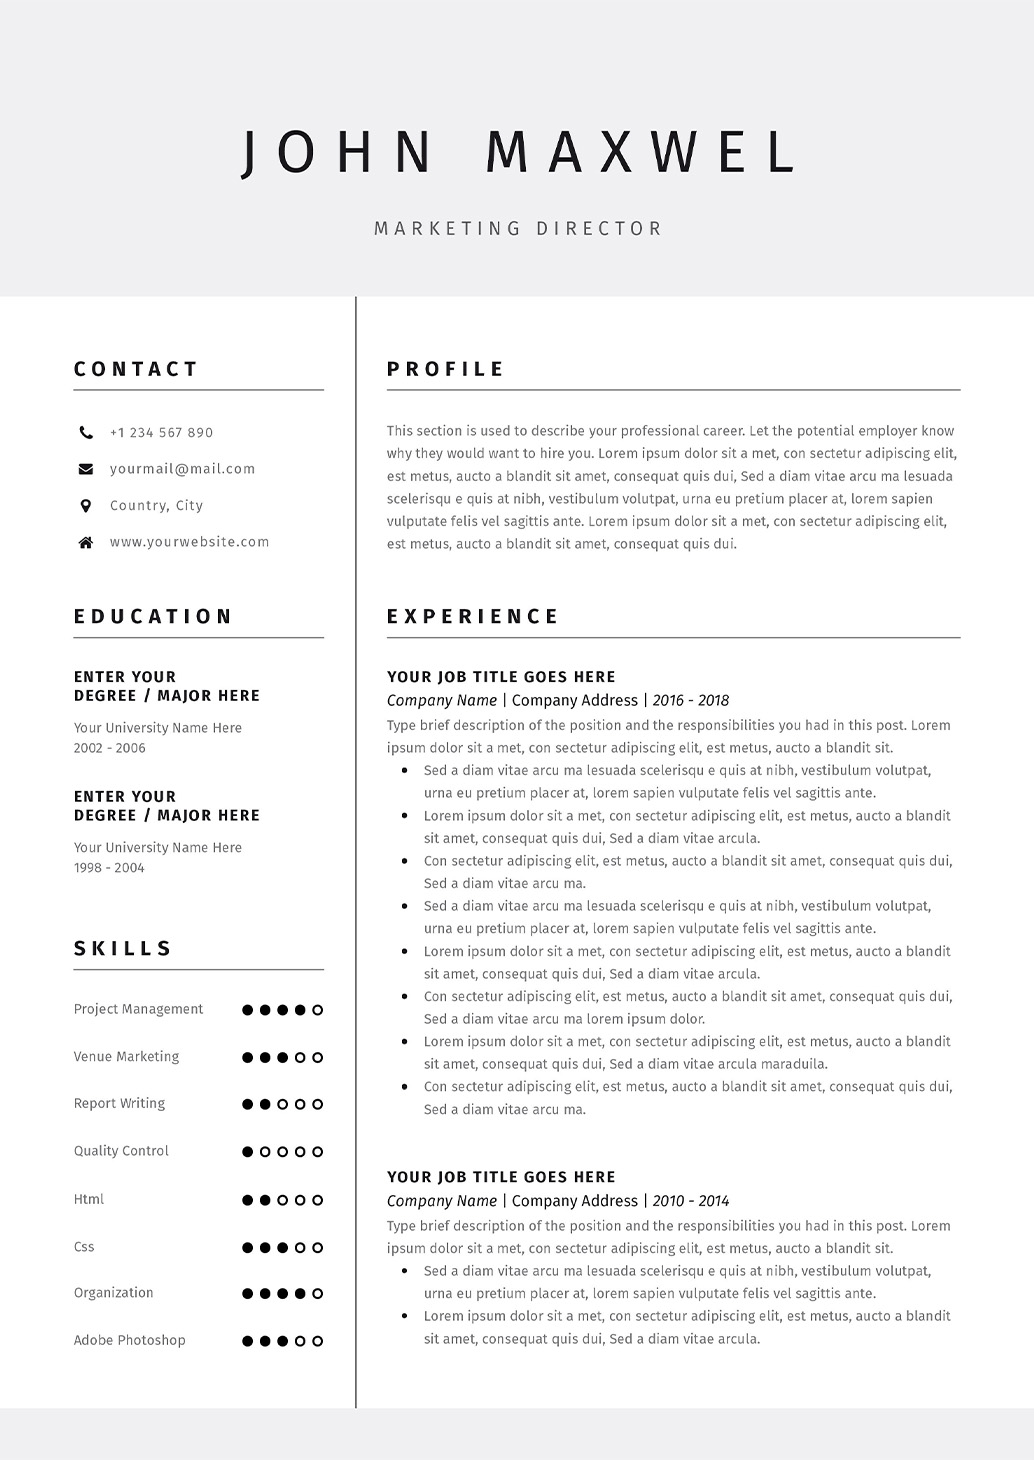 JOHN MAXWEL
MARKETING DIRECTOR
CONTACT
+1 234 567 890
yourmail@mail.com
Country, City
www.yourwebsite.com
EDUCATION
ENTER YOUR
DEGREE / MAJOR HERE
Your University Name Here
2002 - 2006
ENTER YOUR
DEGREE / MAJOR HERE
Your University Name Here
1998 - 2004
SKILLS
Project Management
Venue Marketing
Report Writing
Quality Control
Html
Css
Organization
Adobe Photoshop
PROFILE
This section is used to describe your professional career. Let the potential employer know
why they would want to hire you. Lorem ipsum dolor sit a met, con sectetur adipiscing elit,
est metus, aucto a blandit sit amet, consequat quis dui, Sed a diam vitae arcu ma lesuada
scelerisqu e quis at nibh, vestibulum volutpat, urna eu pretium placer at, lorem sapien
vulputate felis vel sagittis ante. Lorem ipsum dolor sit a met, con sectetur adipiscing elit,
est metus, aucto a blandit sit amet, consequat quis dui.
EXPERIENCE
YOUR JOB TITLE GOES HERE
Company Name | Company Address | 2016 - 2018
Type brief description of the position and the responsibilities you had in this post. Lorem
ipsum dolor sit a met, con sectetur adipiscing elit, est metus, aucto a blandit sit.
• Sed a diam vitae arcu ma lesuada scelerisqu e quis at nibh, vestibulum volutpat,
urna eu pretium placer at, lorem sapien vulputate felis vel sagittis ante.
• Lorem ipsum dolor sit a met, con sectetur adipiscing elit, est metus, aucto a blandit
sit amet, consequat quis dui, Sed a diam vitae arcula.
• Con sectetur adipiscing elit, est metus, aucto a blandit sit amet, consequat quis dui,
Sed a diam vitae arcu ma.
• Sed a diam vitae arcu ma lesuada scelerisqu e quis at nibh, vestibulum volutpat,
urna eu pretium placer at, lorem sapien vulputate felis vel sagittis ante.
• Lorem ipsum dolor sit a met, con sectetur adipiscing elit, est metus, aucto a blandit
sit amet, consequat quis dui, Sed a diam vitae arcula.
• Con sectetur adipiscing elit, est metus, aucto a blandit sit amet, consequat quis dui,
Sed a diam vitae arcu ma lorem ipsum dolor.
• Lorem ipsum dolor sit a met, con sectetur adipiscing elit, est metus, aucto a blandit
sit amet, consequat quis dui, Sed a diam vitae arcula maraduila.
• Con sectetur adipiscing elit, est metus, aucto a blandit sit amet, consequat quis dui,
Sed a diam vitae arcu ma.
YOUR JOB TITLE GOES HERE
Company Name | Company Address | 2010 - 2014
Type brief description of the position and the responsibilities you had in this post. Lorem
ipsum dolor sit a met, con sectetur adipiscing elit, est metus, aucto a blandit sit.
• Sed a diam vitae arcu ma lesuada scelerisqu e quis at nibh, vestibulum volutpat,
urna eu pretium placer at, lorem sapien vulputate felis vel sagittis ante.
• Lorem ipsum dolor sit a met, con sectetur adipiscing elit, est metus, aucto a blandit
sit amet, consequat quis dui, Sed a diam vitae arcula.